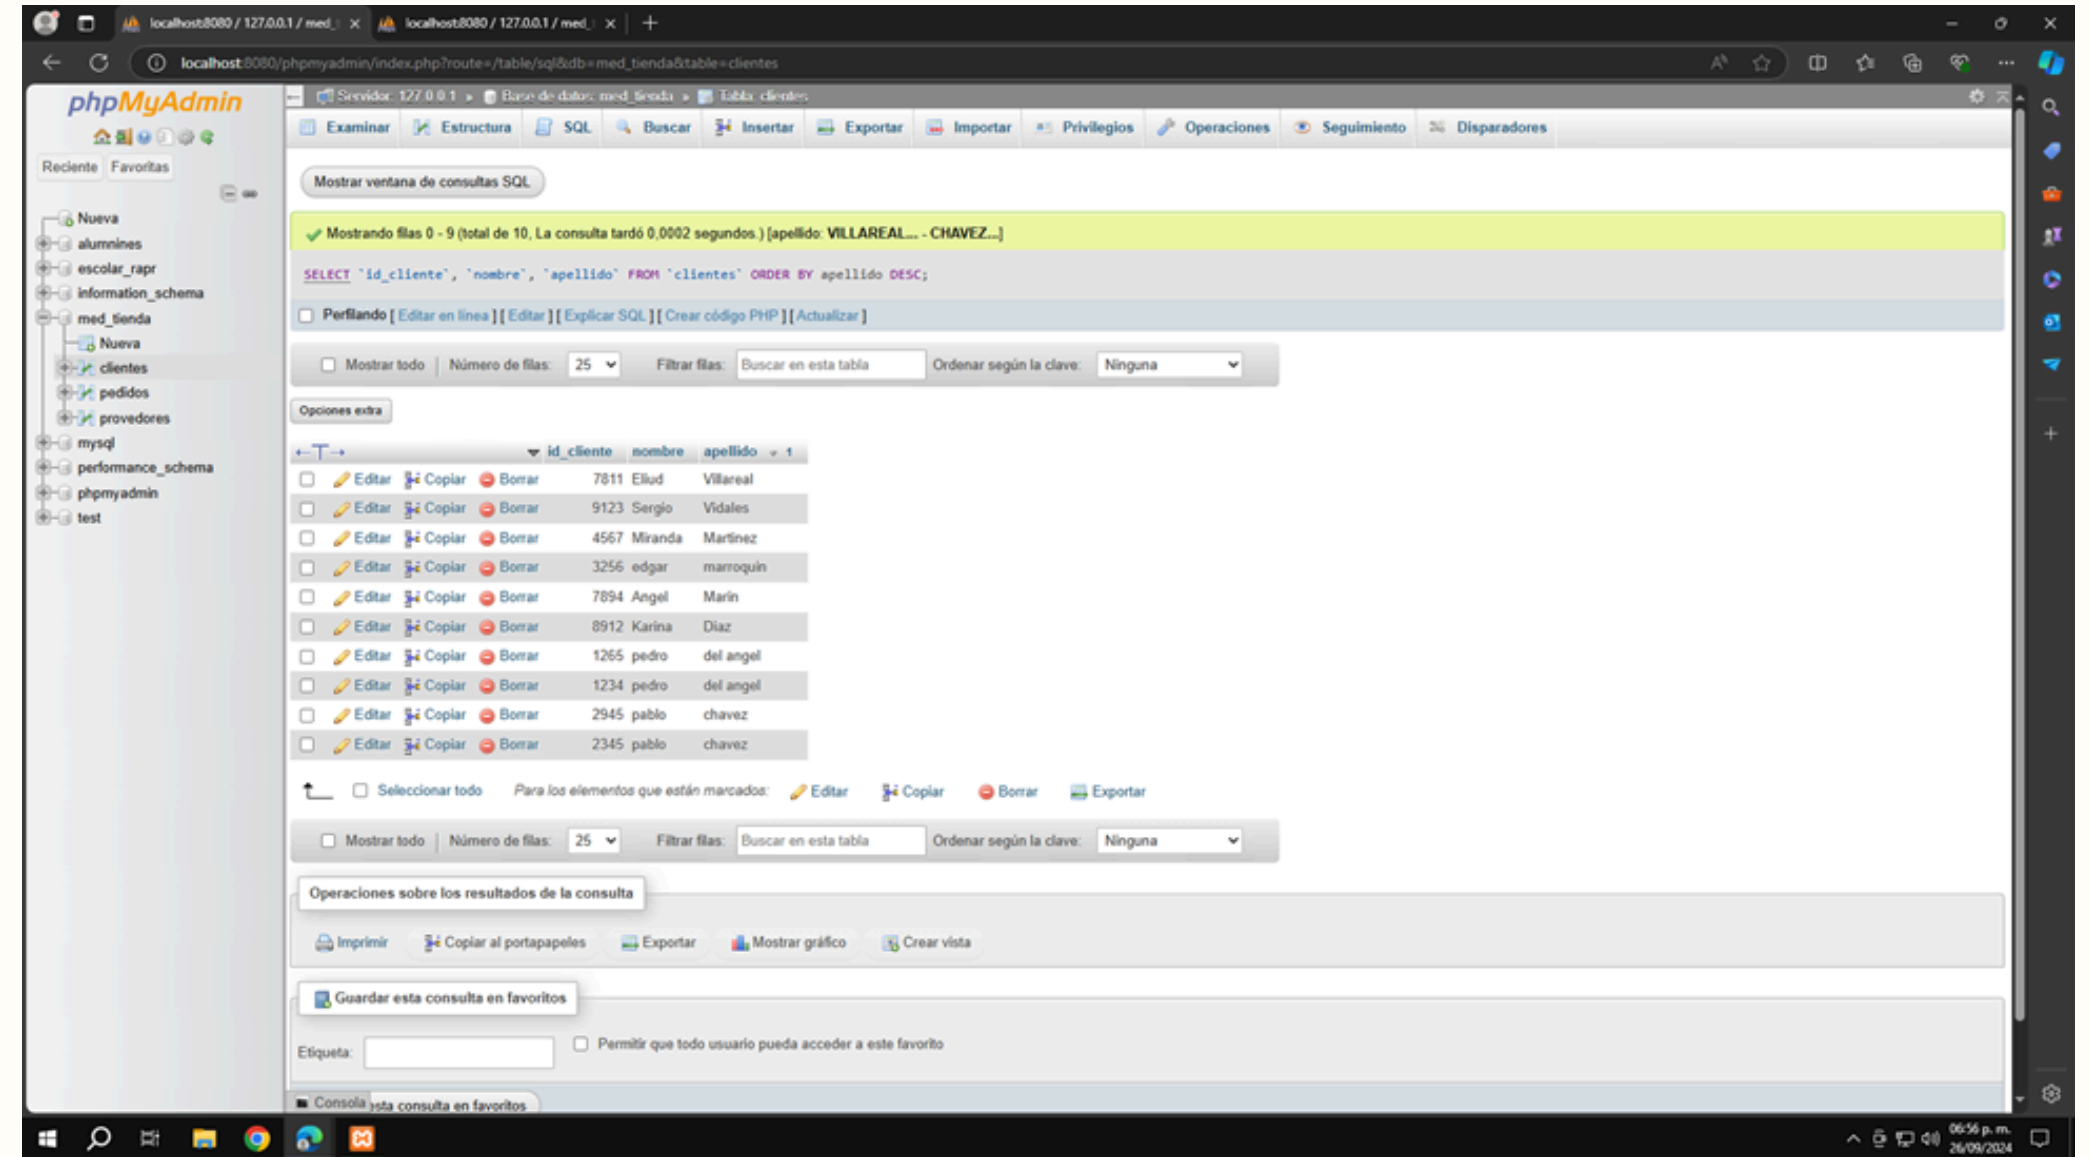 localhost:8080 / 127.0.0.1 / med_
localhost:8080 / 127.0.0.1 / med_
localhost:8080/phpmyadmin/index.php?route=/table/sql&db=med_tienda&table=clientes
phpMyAdmin
Reciente Favoritas
Nueva
alumnines
escolar_rapr
information_schema
med_tienda
Nueva
clientes
pedidos
provedores
mysql
performance_schema
phpmyadmin
test
Servidor: 127.0.0.1 » Base de datos: med_tienda » Tabla: clientes
Examinar Estructura SQL Buscar Insertar Exportar Importar Privilegios Operaciones Seguimiento Disparadores
Mostrar ventana de consultas SQL
Mostrando filas 0 - 9 (total de 10, La consulta tardó 0,0002 segundos.) [apellido: VILLAREAL... - CHAVEZ...]
SELECT `id_cliente`, `nombre`, `apellido` FROM `clientes` ORDER BY apellido DESC;
Perfilando [ Editar en línea ] [ Editar ] [ Explicar SQL ] [ Crear código PHP ] [ Actualizar ]
Mostrar todo | Número de filas: 25 Filtrar filas: Buscar en esta tabla Ordenar según la clave: Ninguna
Opciones extra
←T→ id_cliente nombre apellido 1
Editar Copiar Borrar 7811 Eliud Villareal
Editar Copiar Borrar 9123 Sergio Vidales
Editar Copiar Borrar 4567 Miranda Martinez
Editar Copiar Borrar 3256 edgar marroquin
Editar Copiar Borrar 7894 Angel Marin
Editar Copiar Borrar 8912 Karina Diaz
Editar Copiar Borrar 1265 pedro del angel
Editar Copiar Borrar 1234 pedro del angel
Editar Copiar Borrar 2945 pablo chavez
Editar Copiar Borrar 2345 pablo chavez
Seleccionar todo Para los elementos que están marcados: Editar Copiar Borrar Exportar
Mostrar todo | Número de filas: 25 Filtrar filas: Buscar en esta tabla Ordenar según la clave: Ninguna
Operaciones sobre los resultados de la consulta
Imprimir Copiar al portapapeles Exportar Mostrar gráfico Crear vista
Guardar esta consulta en favoritos
Etiqueta: Permitir que todo usuario pueda acceder a este favorito
Consola esta consulta en favoritos
06:56 p. m.
26/09/2024